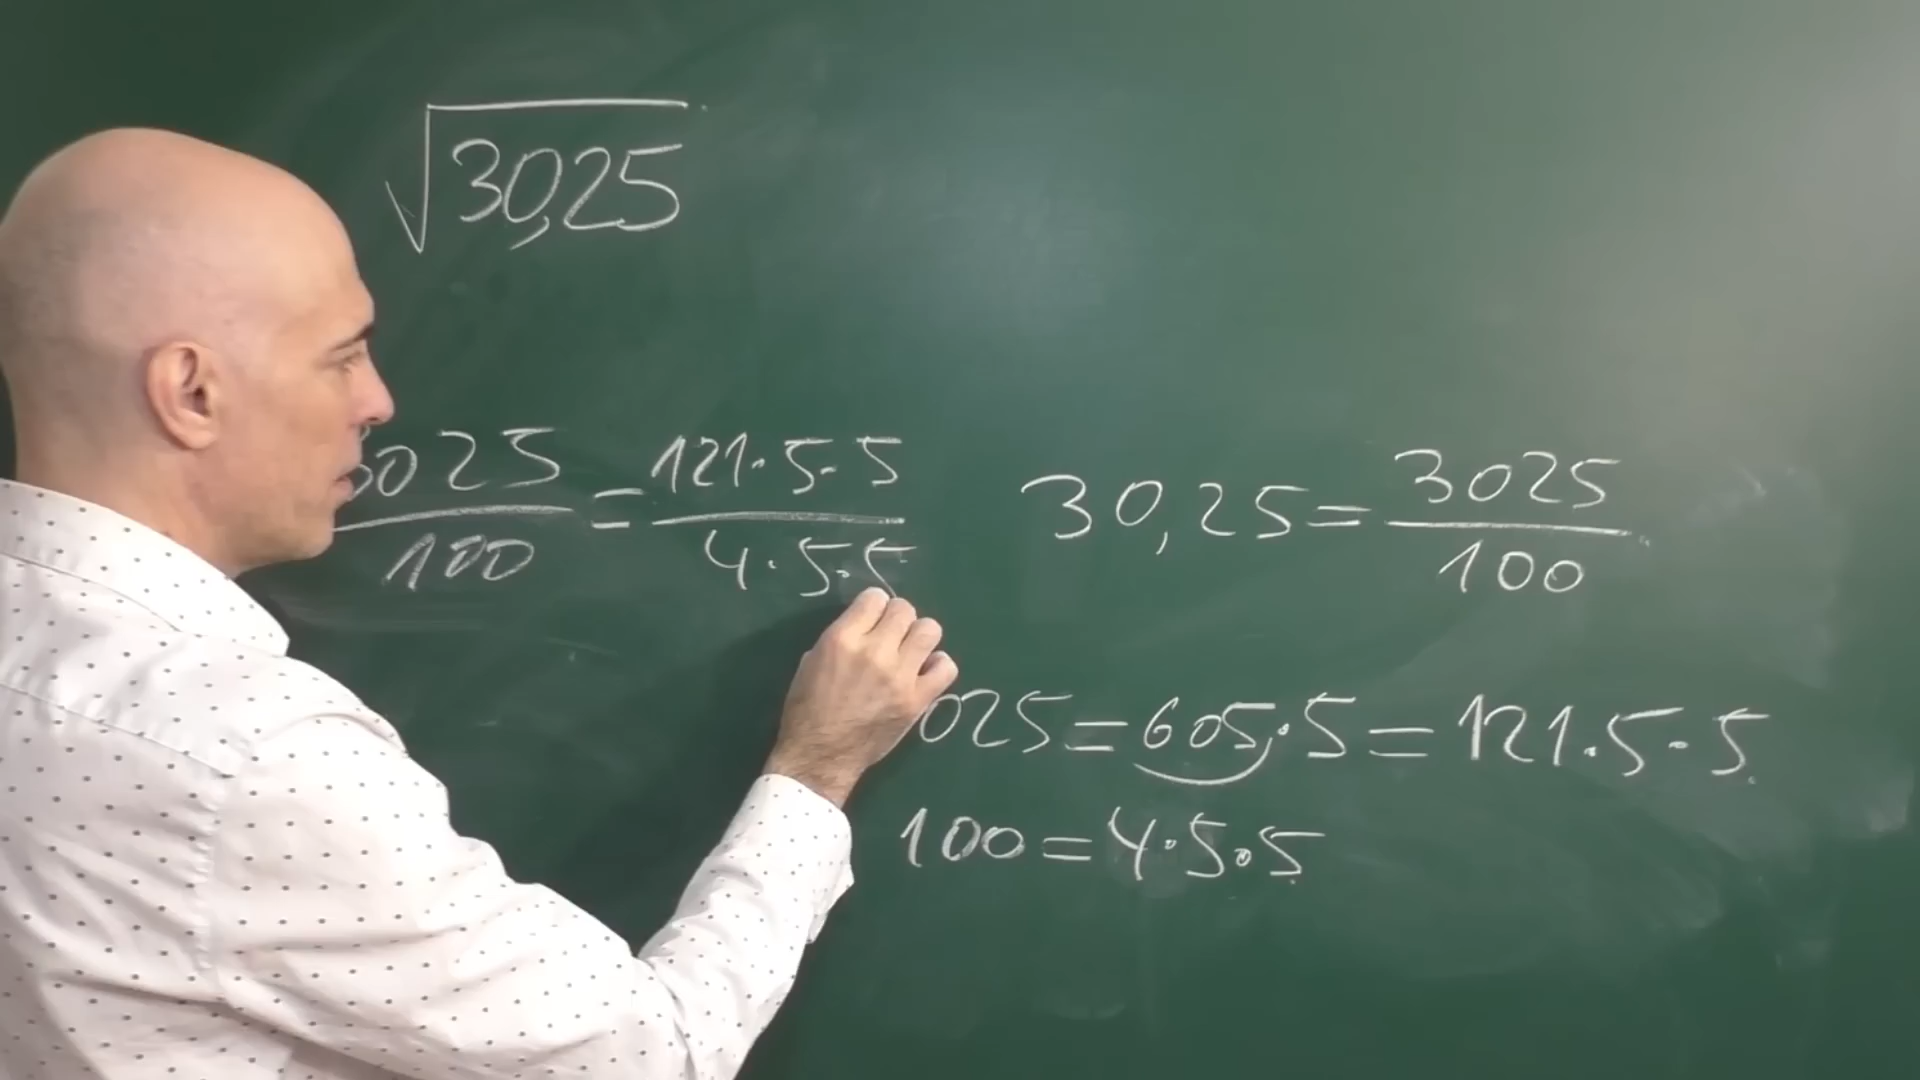 √30,25
3025/100 = 121·5·5/4·5·5
30,25 = 3025/100
025 = 605·5 = 121·5·5
100 = 4·5·5